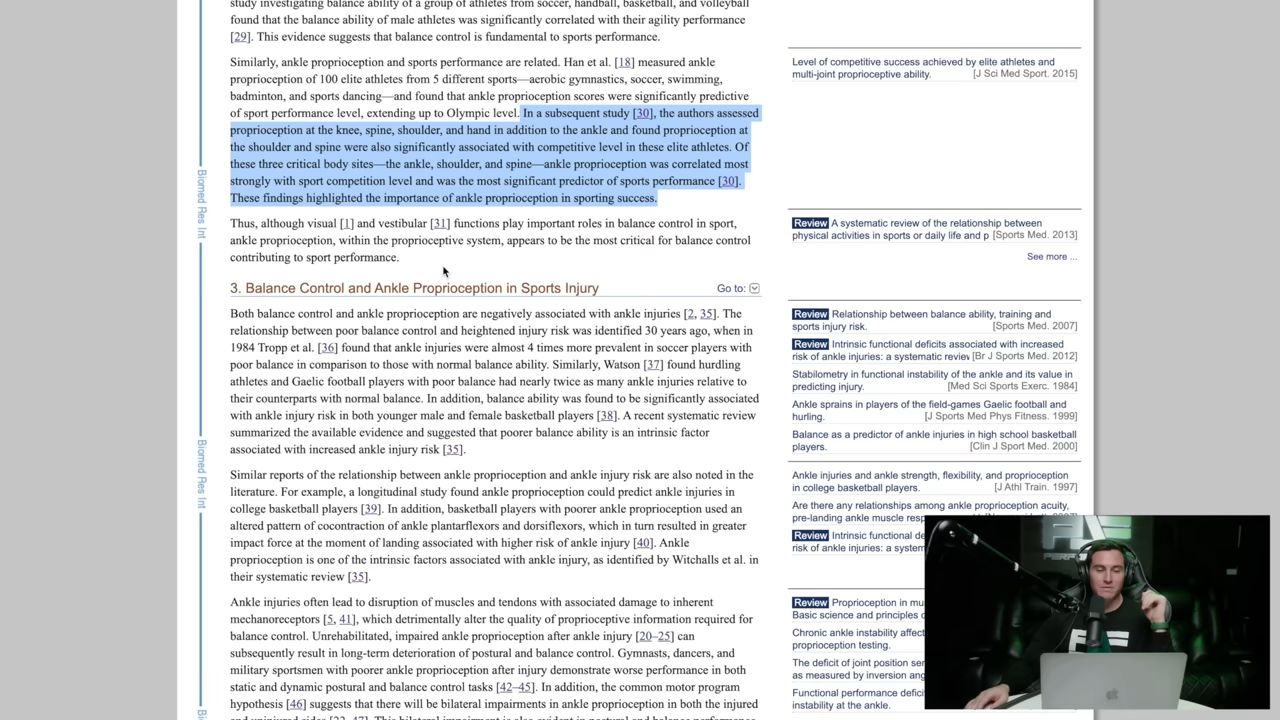 study investigating balance ability of a group of athletes from soccer, handball, basketball, and volleyball
found that the balance ability of male athletes was significantly correlated with their agility performance
[29]. This evidence suggests that balance control is fundamental to sports performance.
Similarly, ankle proprioception and sports performance are related. Han et al. [18] measured ankle
proprioception of 100 elite athletes from 5 different sports—aerobic gymnastics, soccer, swimming,
badminton, and sports dancing—and found that ankle proprioception scores were significantly predictive
of sport performance level, extending up to Olympic level. In a subsequent study [30], the authors assessed
proprioception at the knee, spine, shoulder, and hand in addition to the ankle and found proprioception at
the shoulder and spine were also significantly associated with competitive level in these elite athletes. Of
these three critical body sites—the ankle, shoulder, and spine—ankle proprioception was correlated most
strongly with sport competition level and was the most significant predictor of sports performance [30].
These findings highlighted the importance of ankle proprioception in sporting success.
Thus, although visual [1] and vestibular [31] functions play important roles in balance control in sport,
ankle proprioception, within the proprioceptive system, appears to be the most critical for balance control
contributing to sport performance.
3. Balance Control and Ankle Proprioception in Sports Injury
Go to:
Both balance control and ankle proprioception are negatively associated with ankle injuries [2, 35]. The
relationship between poor balance control and heightened injury risk was identified 30 years ago, when in
1984 Tropp et al. [36] found that ankle injuries were almost 4 times more prevalent in soccer players with
poor balance in comparison to those with normal balance ability. Similarly, Watson [37] found hurdling
athletes and Gaelic football players with poor balance had nearly twice as many ankle injuries relative to
their counterparts with normal balance. In addition, balance ability was found to be significantly associated
with ankle injury risk in both younger male and female basketball players [38]. A recent systematic review
summarized the available evidence and suggested that poorer balance ability is an intrinsic factor
associated with increased ankle injury risk [35].
Similar reports of the relationship between ankle proprioception and ankle injury risk are also noted in the
literature. For example, a longitudinal study found ankle proprioception could predict ankle injuries in
college basketball players [39]. In addition, basketball players with poorer ankle proprioception used an
altered pattern of contraction of ankle plantarflexors and dorsiflexors, which in turn resulted in greater
impact force at the moment of landing associated with higher risk of ankle injury [40]. Ankle
proprioception is one of the intrinsic factors associated with ankle injury, as identified by Witchalls et al. in
their systematic review [35].
Ankle injuries often lead to disruption of muscles and tendons with associated damage to inherent
mechanoreceptors [5, 41], which detrimentally alter the quality of proprioceptive information required for
balance control. Unrehabilitated, impaired ankle proprioception after ankle injury [20–25] can
subsequently result in long-term deterioration of postural and balance control. Gymnasts, dancers, and
military sportsmen with poorer ankle proprioception after injury demonstrate worse performance in both
static and dynamic postural and balance control tasks [42–45]. In addition, the common motor program
hypothesis [46] suggests that there will be bilateral impairments in ankle proprioception in both the injured
Level of competitive success achieved by elite athletes and
multi-joint proprioceptive ability. [J Sci Med Sport. 2015]
Review A systematic review of the relationship between
physical activities in sports or daily life and p [Sports Med. 2013]
See more ...
Review Relationship between balance ability, training and
sports injury risk. [Sports Med. 2007]
Review Intrinsic functional deficits associated with increased
risk of ankle injuries: a systematic review [Br J Sports Med. 2012]
Stabilometry in functional instability of the ankle and its value in
predicting injury. [Med Sci Sports Exerc. 1984]
Ankle sprains in players of the field-games Gaelic football and
hurling. [J Sports Med Phys Fitness. 1999]
Balance as a predictor of ankle injuries in high school basketball
players. [Clin J Sport Med. 2000]
Ankle injuries and ankle strength, flexibility, and proprioception
in college basketball players. [J Athl Train. 1997]
Are there any relationships among ankle proprioception acuity,
pre-landing ankle muscle resp
Review Intrinsic functional de
risk of ankle injuries: a system
Review Proprioception in mu
Basic science and principles o
Chronic ankle instability affect
proprioception testing.
The deficit of joint position sen
as measured by inversion ang
Functional performance defici
instability at the ankle.
Biomed Res Int
Biomed Res Int